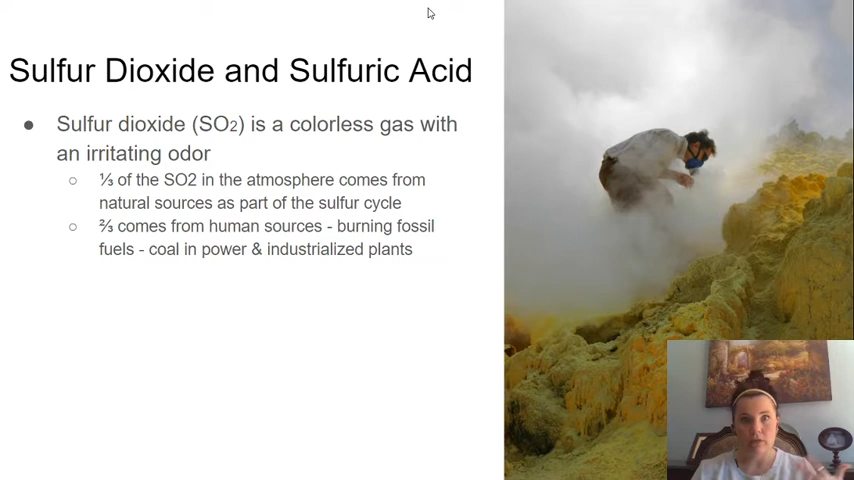 Sulfur Dioxide and Sulfuric Acid
● Sulfur dioxide (SO₂) is a colorless gas with
an irritating odor
○ ⅓ of the SO2 in the atmosphere comes from
natural sources as part of the sulfur cycle
○ ⅔ comes from human sources - burning fossil
fuels - coal in power & industrialized plants